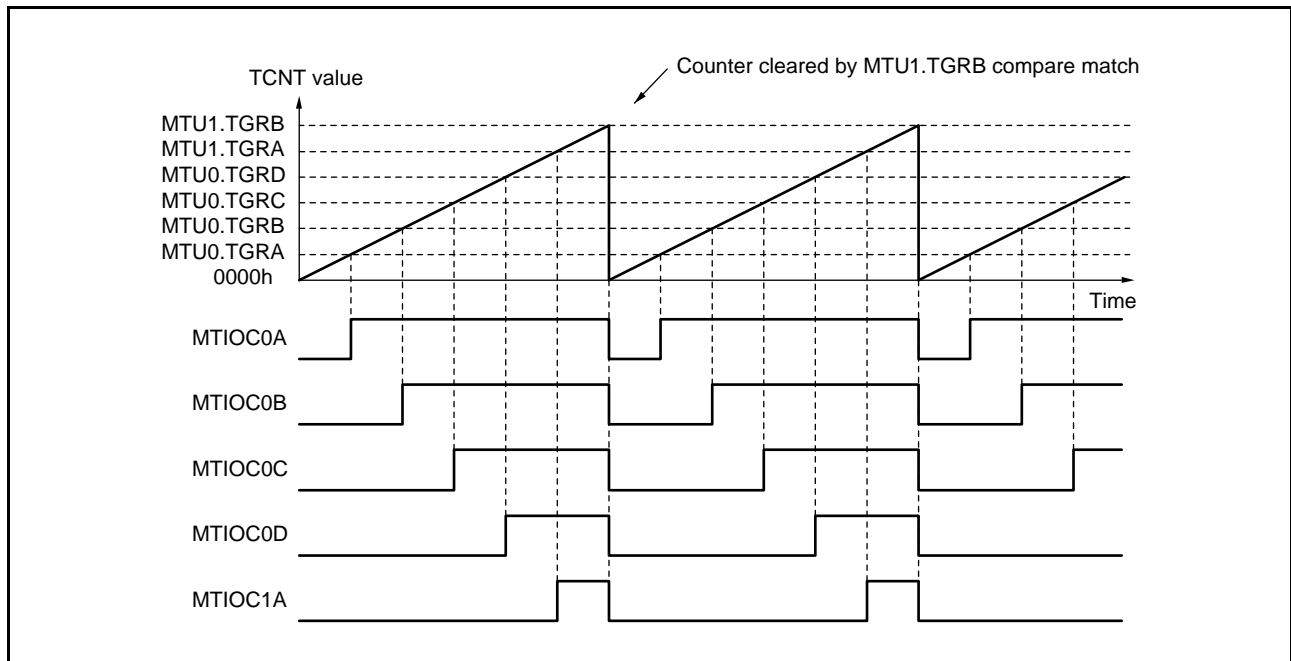 Counter cleared by MTU1.TGRB compare match
TCNT value
MTU1.TGRB
MTU1.TGRA
MTU0.TGRD
MTU0.TGRC
MTU0.TGRB
MTU0.TGRA
0000h
Time
MTIOC0A
MTIOC0B
MTIOC0C
MTIOC0D
MTIOC1A